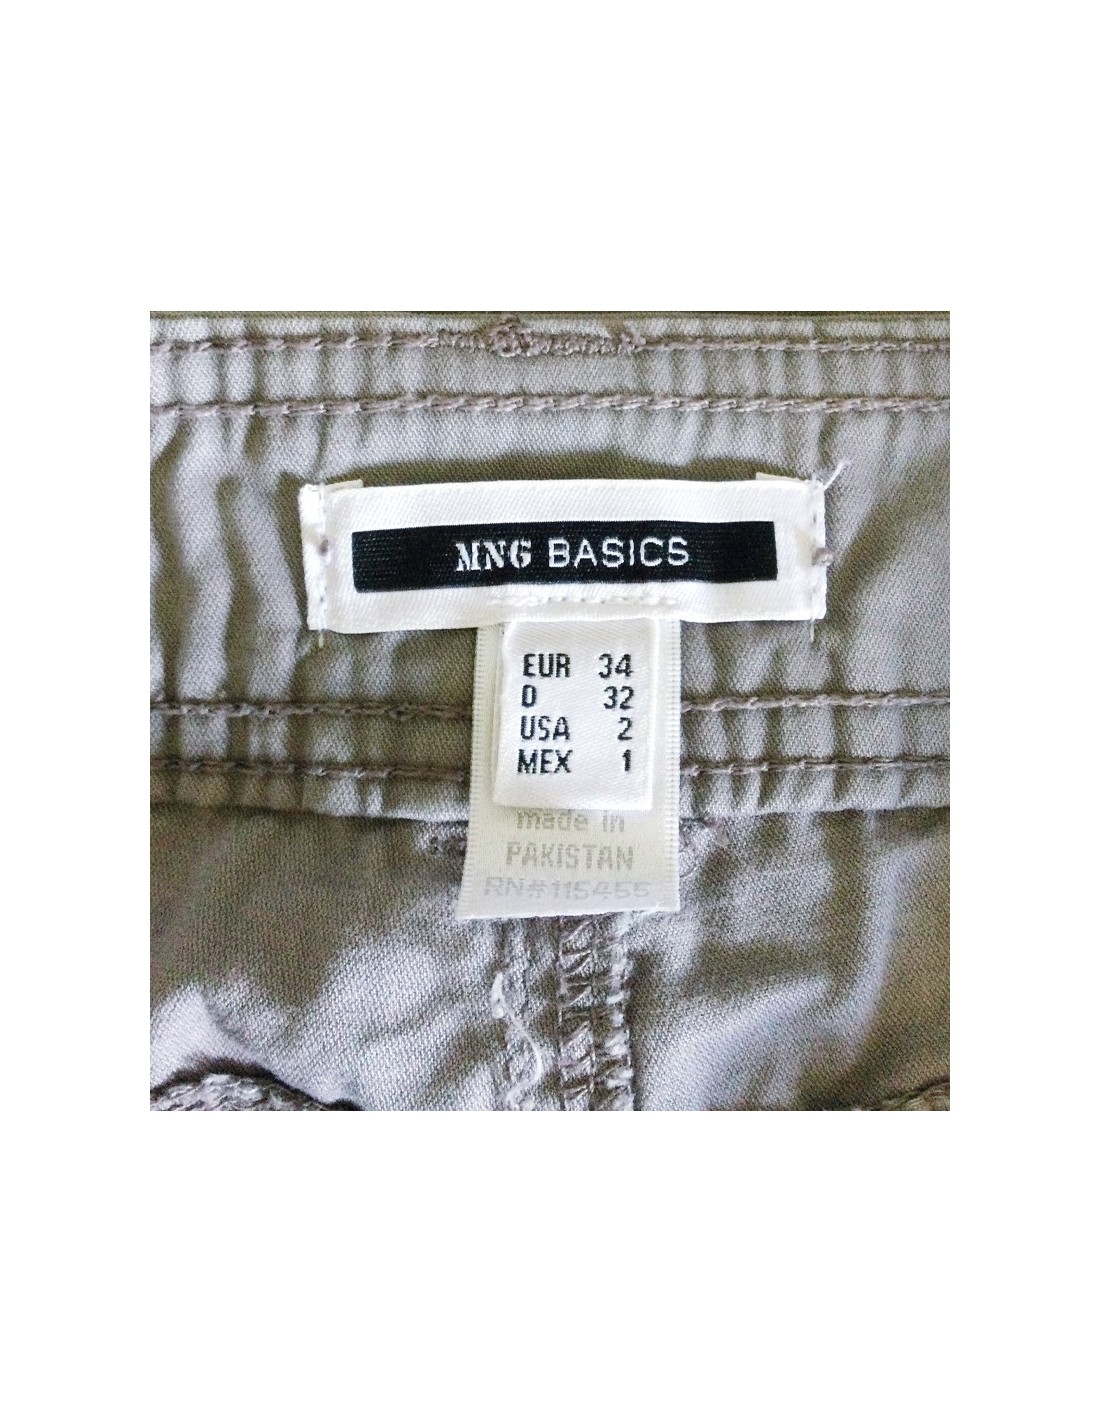 MNG BASICS
EUR 34
D 32
USA 2
MEX 1
made in
PAKISTAN
RN#115455